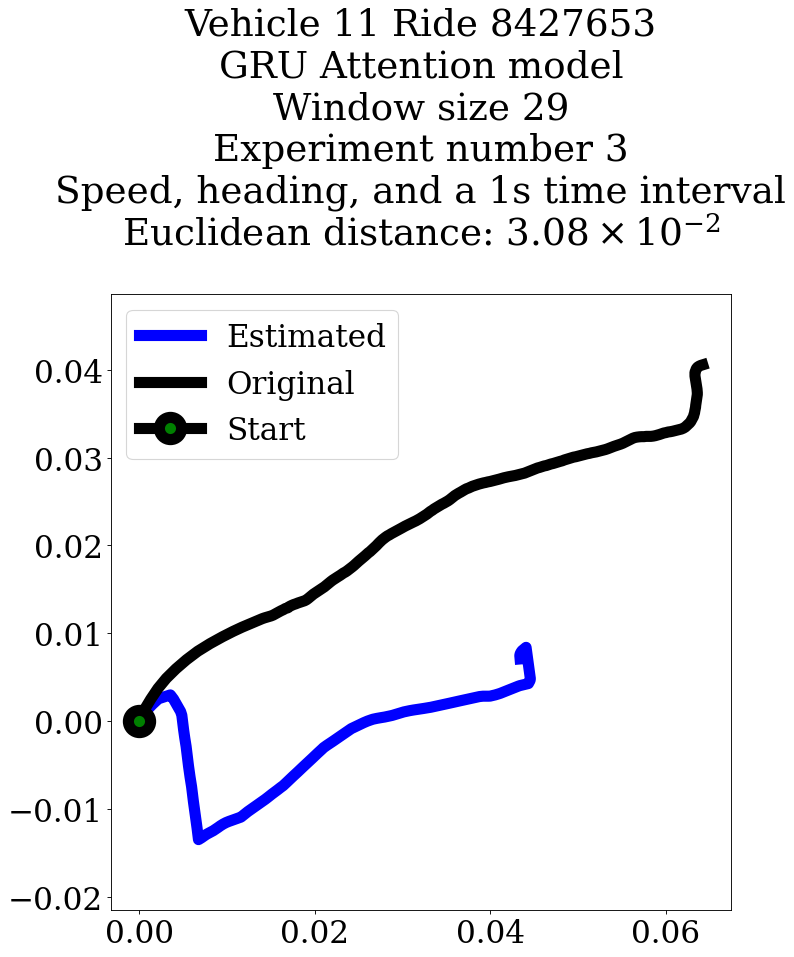 Vehicle 11 Ride 8427653
GRU Attention model
Window size 29
Experiment number 3
Speed, heading, and a 1s time interval
Euclidean distance: 3.08 × 10⁻²
Estimated
Original
Start
0.04
0.03
0.02
0.01
0.00
−0.01
−0.02
0.00 0.02 0.04 0.06